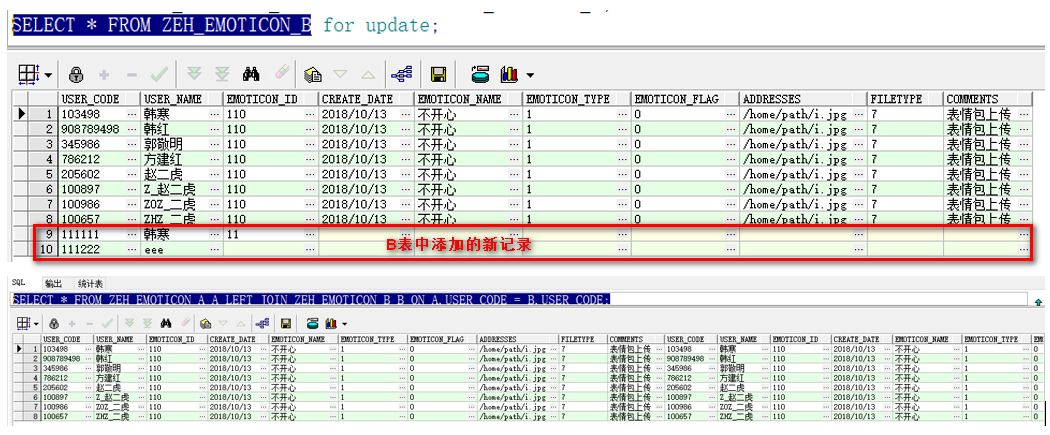 SELECT * FROM ZEH_EMOTICON_B for update;
USER_CODE USER_NAME EMOTICON_ID CREATE_DATE EMOTICON_NAME EMOTICON_TYPE EMOTICON_FLAG ADDRESSES FILETYPE COMMENTS
1 103498 ··· 韩寒 ··· 110 ··· 2018/10/13 ··· 不开心 ··· 1 ··· 0 ··· /home/path/i.jpg ··· 7 ··· 表情包上传 ···
2 908789498 ··· 韩红 ··· 110 ··· 2018/10/13 ··· 不开心 ··· 1 ··· 0 ··· /home/path/i.jpg ··· 7 ··· 表情包上传 ···
3 345986 ··· 郭敬明 ··· 110 ··· 2018/10/13 ··· 不开心 ··· 1 ··· 0 ··· /home/path/i.jpg ··· 7 ··· 表情包上传 ···
4 786212 ··· 方建红 ··· 110 ··· 2018/10/13 ··· 不开心 ··· 1 ··· 0 ··· /home/path/i.jpg ··· 7 ··· 表情包上传 ···
5 205602 ··· 赵二虎 ··· 110 ··· 2018/10/13 ··· 不开心 ··· 1 ··· 0 ··· /home/path/i.jpg ··· 7 ··· 表情包上传 ···
6 100897 ··· Z_赵二虎 ··· 110 ··· 2018/10/13 ··· 不开心 ··· 1 ··· 0 ··· /home/path/i.jpg ··· 7 ··· 表情包上传 ···
7 100986 ··· ZOZ_二虎 ··· 110 ··· 2018/10/13 ··· 不开心 ··· 1 ··· 0 ··· /home/path/i.jpg ··· 7 ··· 表情包上传 ···
8 100657 ··· ZHZ_二虎 ··· 110 ··· 2018/10/13 ··· 不开心 ··· 1 ··· 0 ··· /home/path/i.jpg ··· 7 ··· 表情包上传 ···
9 111111 ··· 韩寒 ··· 11 ···
10 111222 ··· eee ···
B表中添加的新记录
SQL 输出 统计表
SELECT * FROM ZEH_EMOTICON_A A LEFT JOIN ZEH_EMOTICON_B B ON A.USER_CODE = B.USER_CODE;
USER_CODE USER_NAME EMOTICON_ID CREATE_DATE EMOTICON_NAME EMOTICON_TYPE EMOTICON_FLAG ADDRESSES FILETYPE COMMENTS USER_CODE USER_NAME EMOTICON_ID CREATE_DATE EMOTICON_NAME EMOTICON_TYPE
1 103498 ··· 韩寒 ··· 110 ··· 2018/10/13 ··· 不开心 ··· 1 ··· 0 ··· /home/path/i.jpg ··· 7 ··· 表情包上传 ··· 103498 ··· 韩寒 ··· 110 ··· 2018/10/13 ··· 不开心 ··· 1 ··· 0
2 908789498 ··· 韩红 ··· 110 ··· 2018/10/13 ··· 不开心 ··· 1 ··· 0 ··· /home/path/i.jpg ··· 7 ··· 表情包上传 ··· 908789498 ··· 韩红 ··· 110 ··· 2018/10/13 ··· 不开心 ··· 1 ··· 0
3 345986 ··· 郭敬明 ··· 110 ··· 2018/10/13 ··· 不开心 ··· 1 ··· 0 ··· /home/path/i.jpg ··· 7 ··· 表情包上传 ··· 345986 ··· 郭敬明 ··· 110 ··· 2018/10/13 ··· 不开心 ··· 1 ··· 0
4 786212 ··· 方建红 ··· 110 ··· 2018/10/13 ··· 不开心 ··· 1 ··· 0 ··· /home/path/i.jpg ··· 7 ··· 表情包上传 ··· 786212 ··· 方建红 ··· 110 ··· 2018/10/13 ··· 不开心 ··· 1 ··· 0
5 205602 ··· 赵二虎 ··· 110 ··· 2018/10/13 ··· 不开心 ··· 1 ··· 0 ··· /home/path/i.jpg ··· 7 ··· 表情包上传 ··· 205602 ··· 赵二虎 ··· 110 ··· 2018/10/13 ··· 不开心 ··· 1 ··· 0
6 100897 ··· Z_赵二虎 ··· 110 ··· 2018/10/13 ··· 不开心 ··· 1 ··· 0 ··· /home/path/i.jpg ··· 7 ··· 表情包上传 ··· 100897 ··· Z_赵二虎 ··· 110 ··· 2018/10/13 ··· 不开心 ··· 1 ··· 0
7 100986 ··· ZOZ_二虎 ··· 110 ··· 2018/10/13 ··· 不开心 ··· 1 ··· 0 ··· /home/path/i.jpg ··· 7 ··· 表情包上传 ··· 100986 ··· ZOZ_二虎 ··· 110 ··· 2018/10/13 ··· 不开心 ··· 1 ··· 0
8 100657 ··· ZHZ_二虎 ··· 110 ··· 2018/10/13 ··· 不开心 ··· 1 ··· 0 ··· /home/path/i.jpg ··· 7 ··· 表情包上传 ··· 100657 ··· ZHZ_二虎 ··· 110 ··· 2018/10/13 ··· 不开心 ··· 1 ··· 0